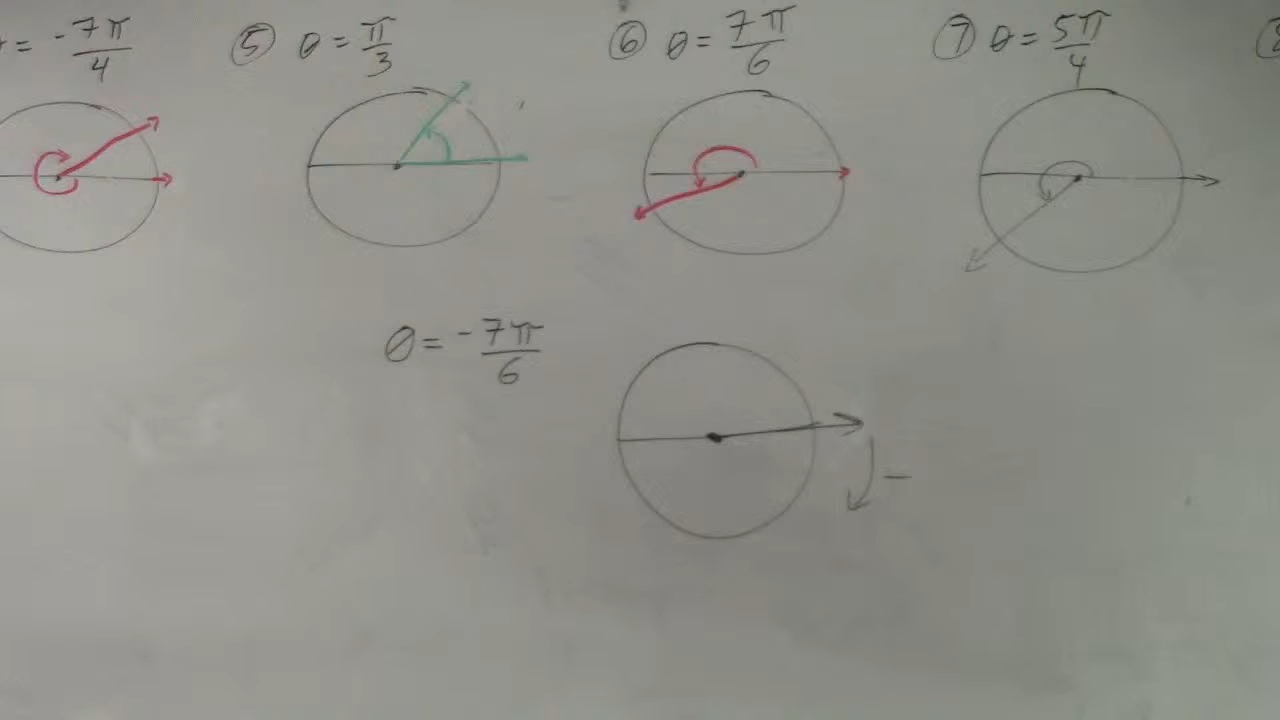 = -7π/4
⑤ θ = π/3
⑥ θ = 7π/6
⑦ θ = 5π/4
θ = -7π/6
-